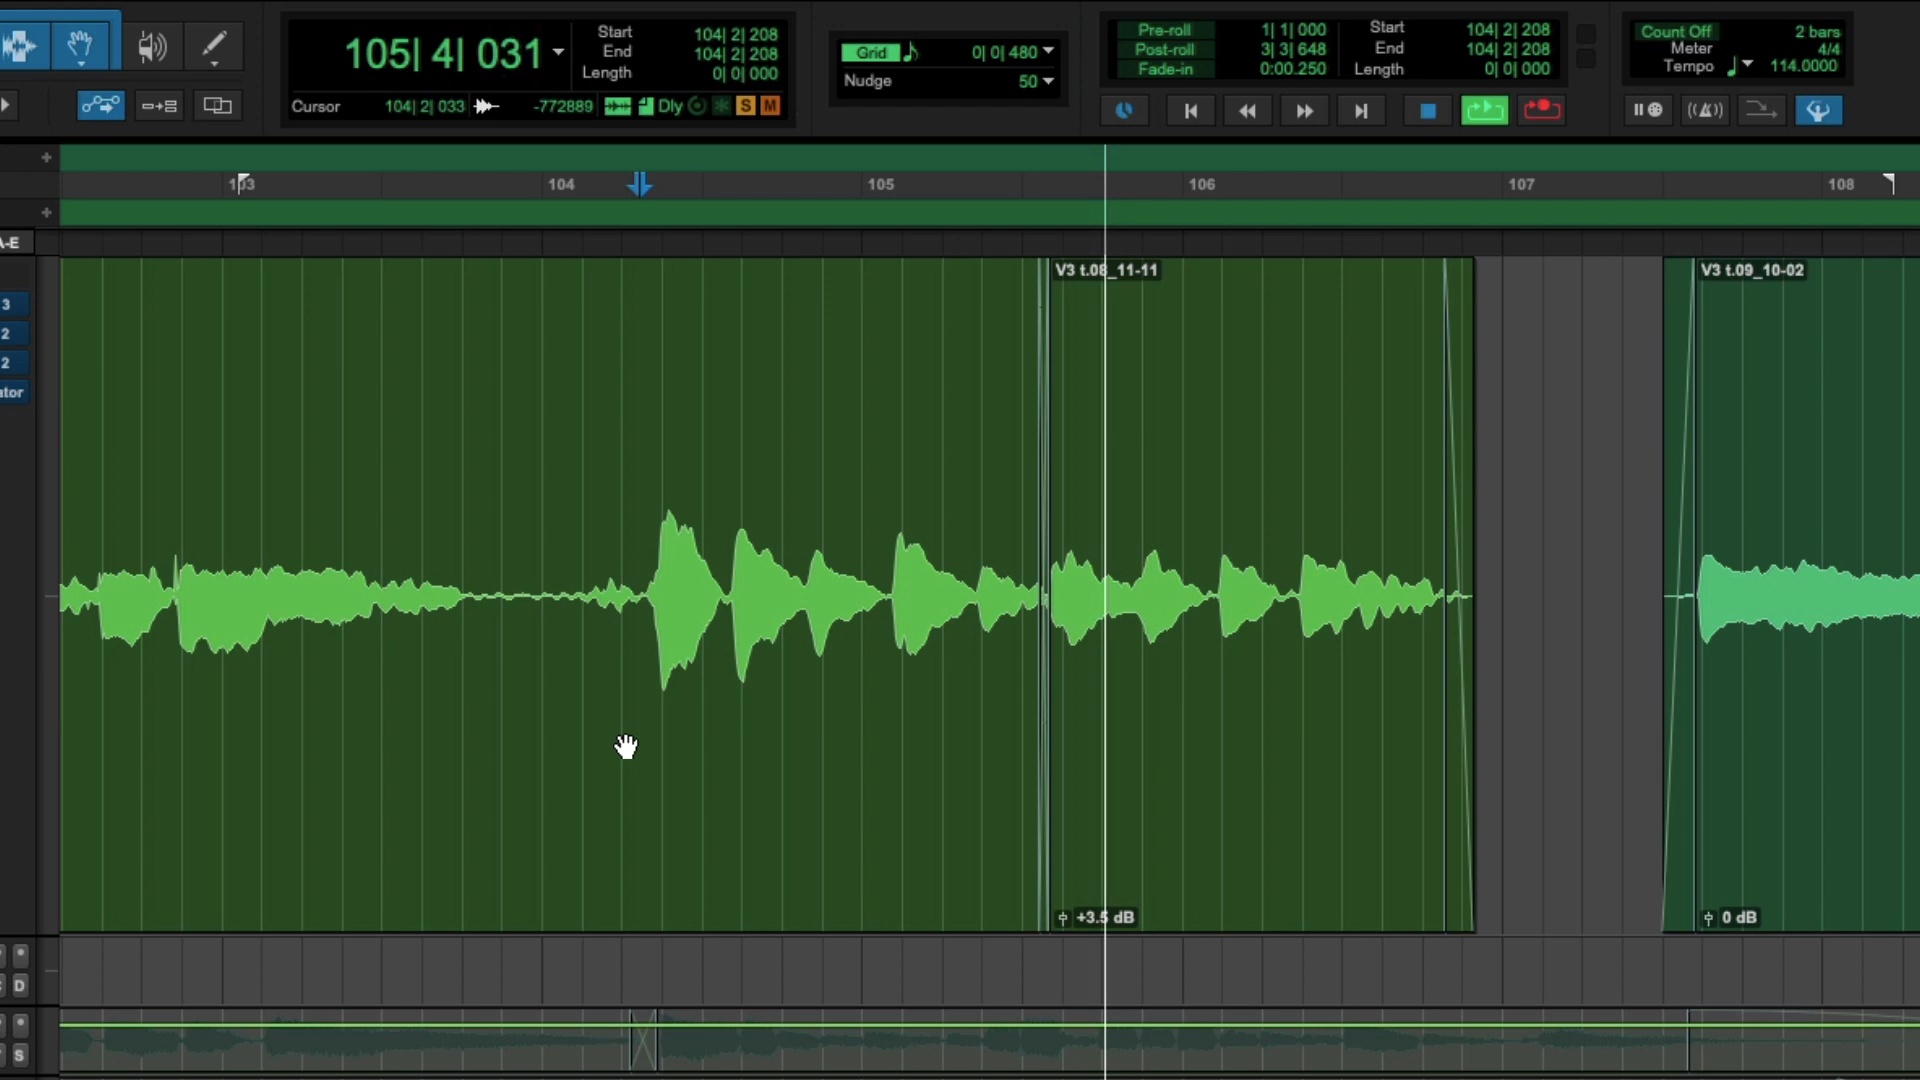 105| 4| 031
Start 104| 2| 208
End 104| 2| 208
Length 0| 0| 000
Cursor 104| 2| 033 -772889 Dly S M
Grid 0| 0| 480
Nudge 50
Pre-roll 1| 1| 000
Post-roll 3| 3| 648
Fade-in 0:00.250
Start 104| 2| 208
End 104| 2| 208
Length 0| 0| 000
Count Off 2 bars
Meter 4/4
Tempo 114.0000
103 104 105 106 107 108
A-E
3
2
2
ator
V3 t.08_11-11
V3 t.09_10-02
+3.5 dB
0 dB
D
S